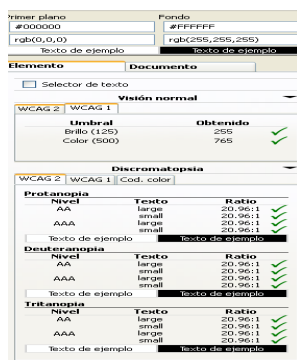 Primer plano Fondo
#000000 #FFFFFF
rgb(0,0,0) rgb(255,255,255)
Texto de ejemplo Texto de ejemplo
Elemento Documento
Selector de texto
Visión normal
WCAG 2 WCAG 1
Umbral Obtenido
Brillo (125) 255
Color (500) 765
Discromatopsia
WCAG 2 WCAG 1 Cod. color
Protanopia
Nivel Texto Ratio
AA large 20.96:1
small 20.96:1
AAA large 20.96:1
small 20.96:1
Texto de ejemplo Texto de ejemplo
Deuteranopia
Nivel Texto Ratio
AA large 20.96:1
small 20.96:1
AAA large 20.96:1
small 20.96:1
Texto de ejemplo Texto de ejemplo
Tritanopia
Nivel Texto Ratio
AA large 20.96:1
small 20.96:1
AAA large 20.96:1
small 20.96:1
Texto de ejemplo Texto de ejemplo